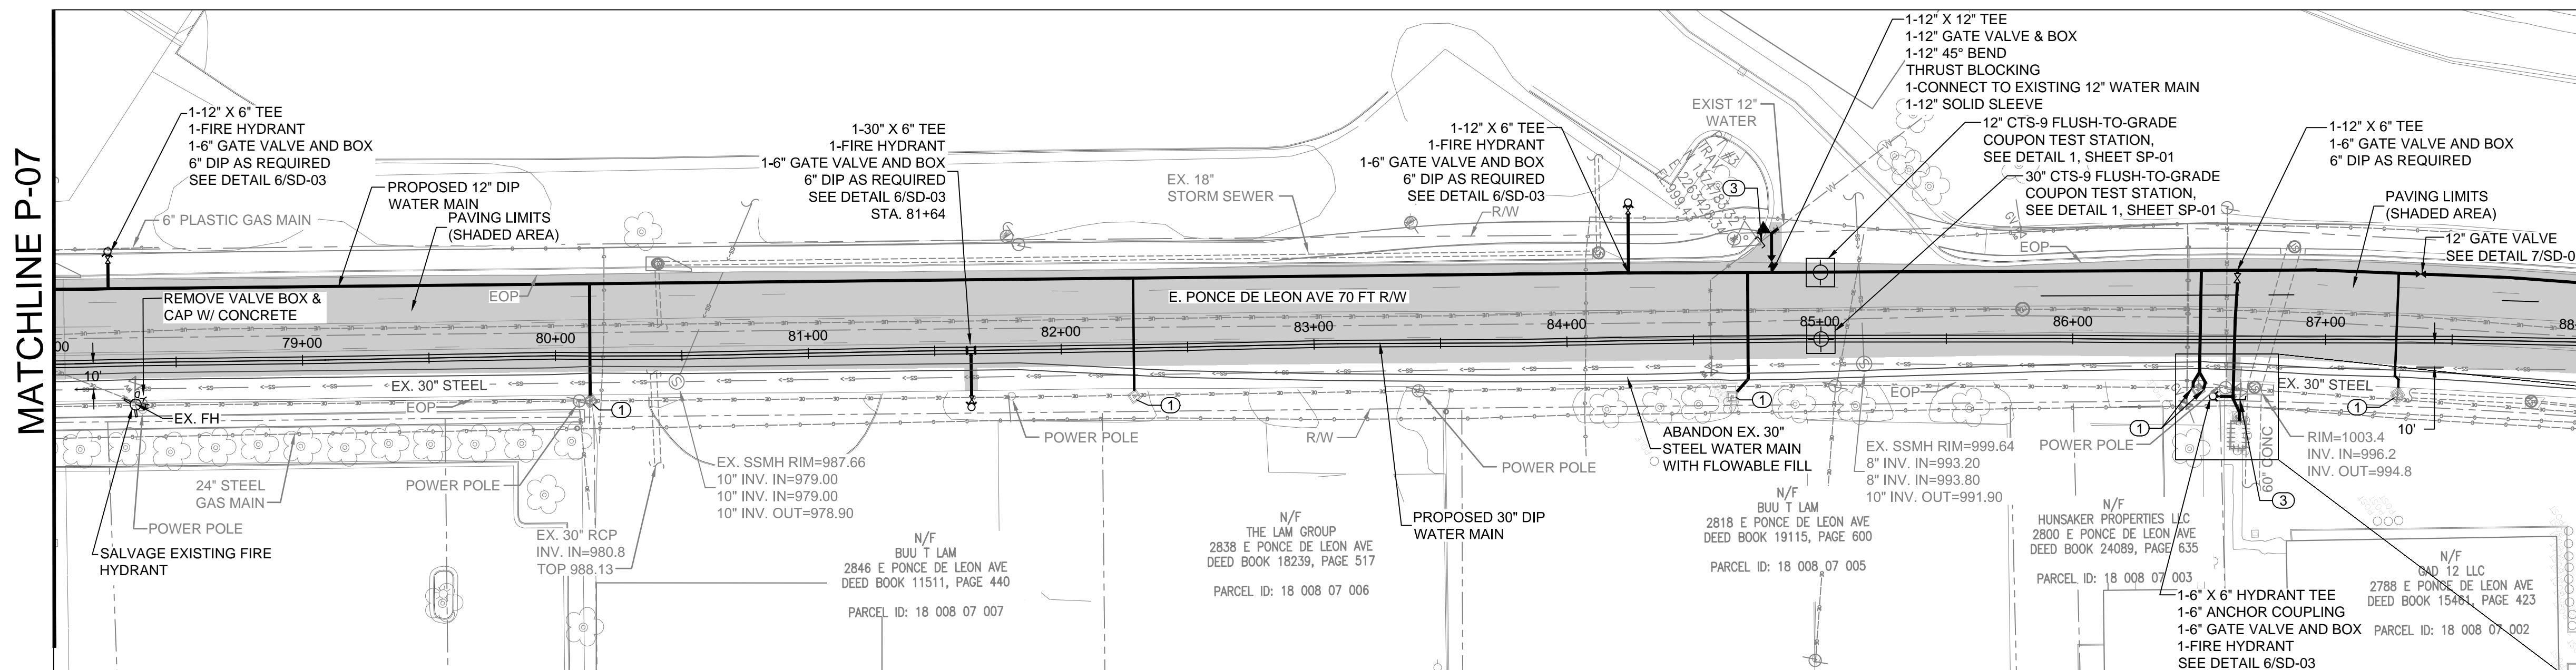 MATCHLINE P-07
1-12" X 6" TEE
1-FIRE HYDRANT
1-6" GATE VALVE AND BOX
6" DIP AS REQUIRED
SEE DETAIL 6/SD-03
PROPOSED 12" DIP
WATER MAIN
PAVING LIMITS
(SHADED AREA)
6" PLASTIC GAS MAIN
1-30" X 6" TEE
1-FIRE HYDRANT
1-6" GATE VALVE AND BOX
6" DIP AS REQUIRED
SEE DETAIL 6/SD-03
STA. 81+64
EX. 18"
STORM SEWER
R/W
1-12" X 6" TEE
1-FIRE HYDRANT
1-6" GATE VALVE AND BOX
6" DIP AS REQUIRED
SEE DETAIL 6/SD-03
EXIST 12"
WATER
1-12" X 12" TEE
1-12" GATE VALVE & BOX
1-12" 45° BEND
THRUST BLOCKING
1-CONNECT TO EXISTING 12" WATER MAIN
1-12" SOLID SLEEVE
12" CTS-9 FLUSH-TO-GRADE
COUPON TEST STATION,
SEE DETAIL 1, SHEET SP-01
30" CTS-9 FLUSH-TO-GRADE
COUPON TEST STATION,
SEE DETAIL 1, SHEET SP-01
3
1-12" X 6" TEE
1-6" GATE VALVE AND BOX
6" DIP AS REQUIRED
PAVING LIMITS
(SHADED AREA)
12" GATE VALVE
SEE DETAIL 7/SD-0
EOP
REMOVE VALVE BOX &
CAP W/ CONCRETE
EOP
E. PONCE DE LEON AVE 70 FT R/W
00
79+00
80+00
81+00
82+00
83+00
84+00
85+00
86+00
87+00
88
10'
EX. 30" STEEL
EOP
EX. FH
1
1
1
1
1
EOP
EX. 30" STEEL
10'
POWER POLE
R/W
POWER POLE
ABANDON EX. 30"
STEEL WATER MAIN
WITH FLOWABLE FILL
EX. SSMH RIM=999.64
8" INV. IN=993.20
8" INV. IN=993.80
10" INV. OUT=991.90
POWER POLE
60" CONC
RIM=1003.4
INV. IN=996.2
INV. OUT=994.8
3
24" STEEL
GAS MAIN
POWER POLE
POWER POLE
SALVAGE EXISTING FIRE
HYDRANT
EX. SSMH RIM=987.66
10" INV. IN=979.00
10" INV. IN=979.00
10" INV. OUT=978.90
EX. 30" RCP
INV. IN=980.8
TOP 988.13
N/F
BUU T LAM
2846 E PONCE DE LEON AVE
DEED BOOK 11511, PAGE 440
PARCEL ID: 18 008 07 007
N/F
THE LAM GROUP
2838 E PONCE DE LEON AVE
DEED BOOK 18239, PAGE 517
PARCEL ID: 18 008 07 006
PROPOSED 30" DIP
WATER MAIN
N/F
BUU T LAM
2818 E PONCE DE LEON AVE
DEED BOOK 19115, PAGE 600
PARCEL ID: 18 008 07 005
N/F
HUNSAKER PROPERTIES LLC
2800 E PONCE DE LEON AVE
DEED BOOK 24089, PAGE 635
PARCEL ID: 18 008 07 003
N/F
GAD 12 LLC
2788 E PONCE DE LEON AVE
DEED BOOK 15461, PAGE 423
PARCEL ID: 18 008 07 002
1-6" X 6" HYDRANT TEE
1-6" ANCHOR COUPLING
1-6" GATE VALVE AND BOX
1-FIRE HYDRANT
SEE DETAIL 6/SD-03